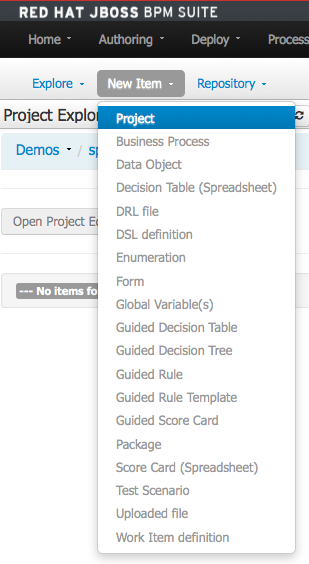 RED HAT JBOSS BPM SUITE
Home Authoring Deploy Process
Explore New Item Repository
Project Explor
Project
Business Process
Demos / sp
Data Object
Decision Table (Spreadsheet)
DRL file
Open Project Ed
DSL definition
Enumeration
Form
--- No items fo
Global Variable(s)
Guided Decision Table
Guided Decision Tree
Guided Rule
Guided Rule Template
Guided Score Card
Package
Score Card (Spreadsheet)
Test Scenario
Uploaded file
Work Item definition